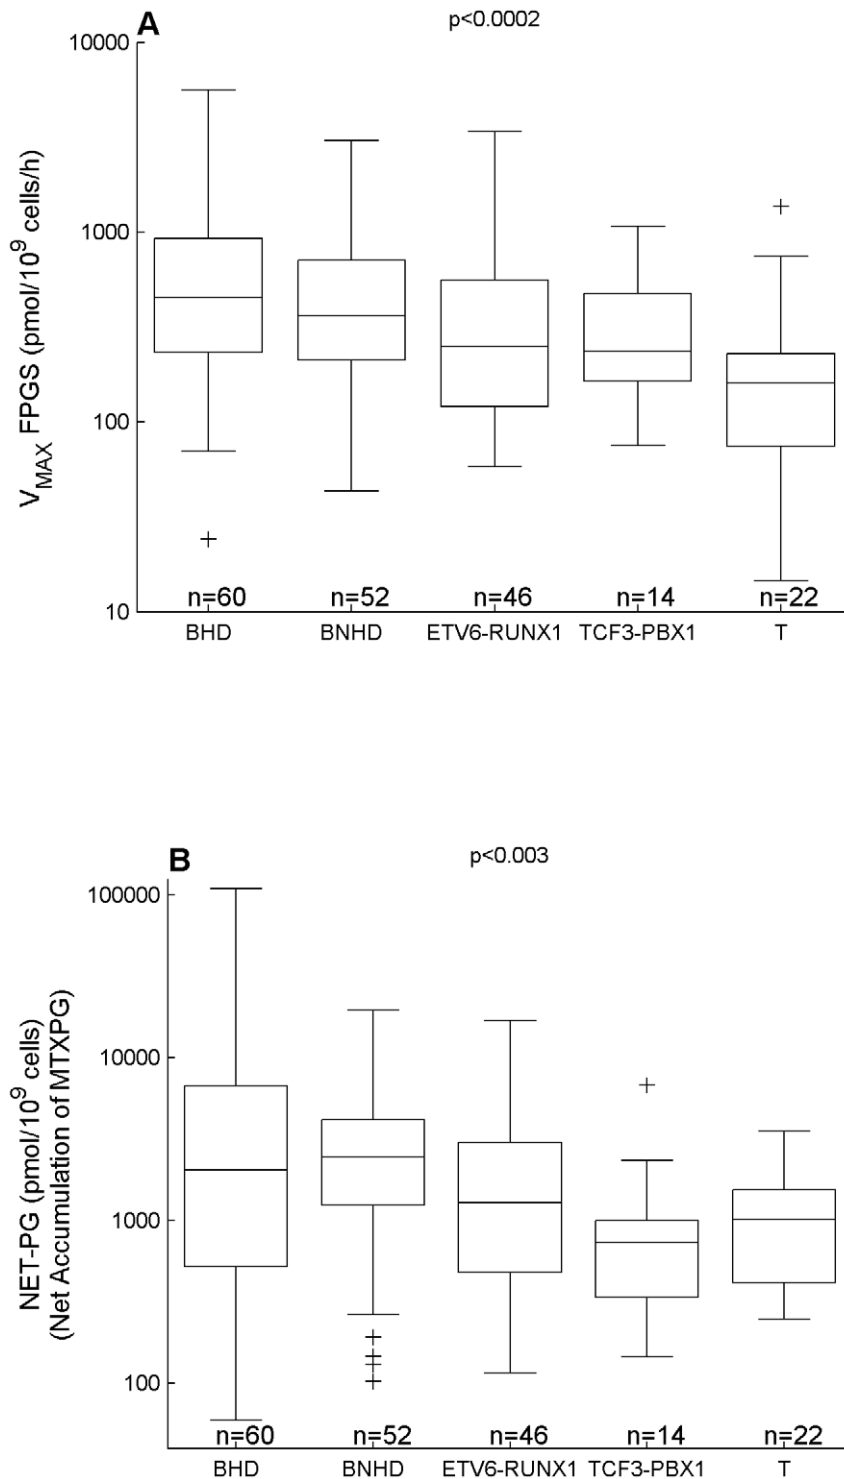 A
p<0.0002
10000
1000
100
10
V_MAX FPGS (pmol/10^9 cells/h)
n=60 n=52 n=46 n=14 n=22
BHD BNHD ETV6-RUNX1 TCF3-PBX1 T
B
p<0.003
100000
10000
1000
100
NET-PG (pmol/10^9 cells)
(Net Accumulation of MTXPG)
n=60 n=52 n=46 n=14 n=22
BHD BNHD ETV6-RUNX1 TCF3-PBX1 T